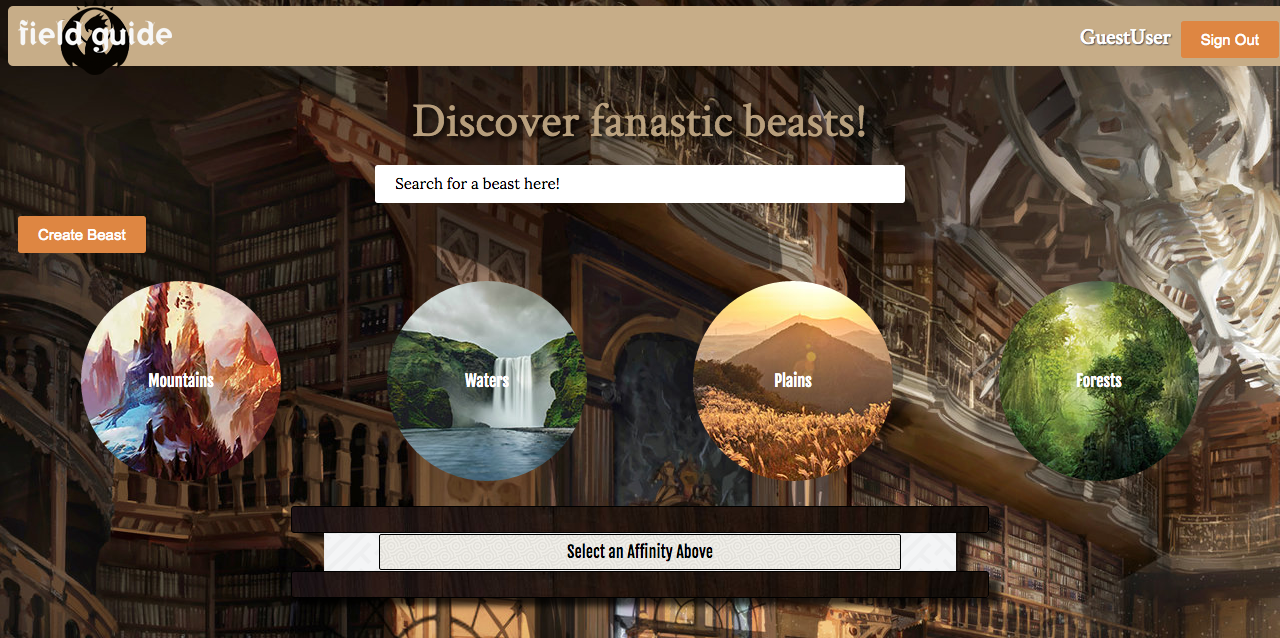 field guide
GuestUser
Sign Out
Discover fanastic beasts!
Search for a beast here!
Create Beast
Mountains
Waters
Plains
Forests
Select an Affinity Above